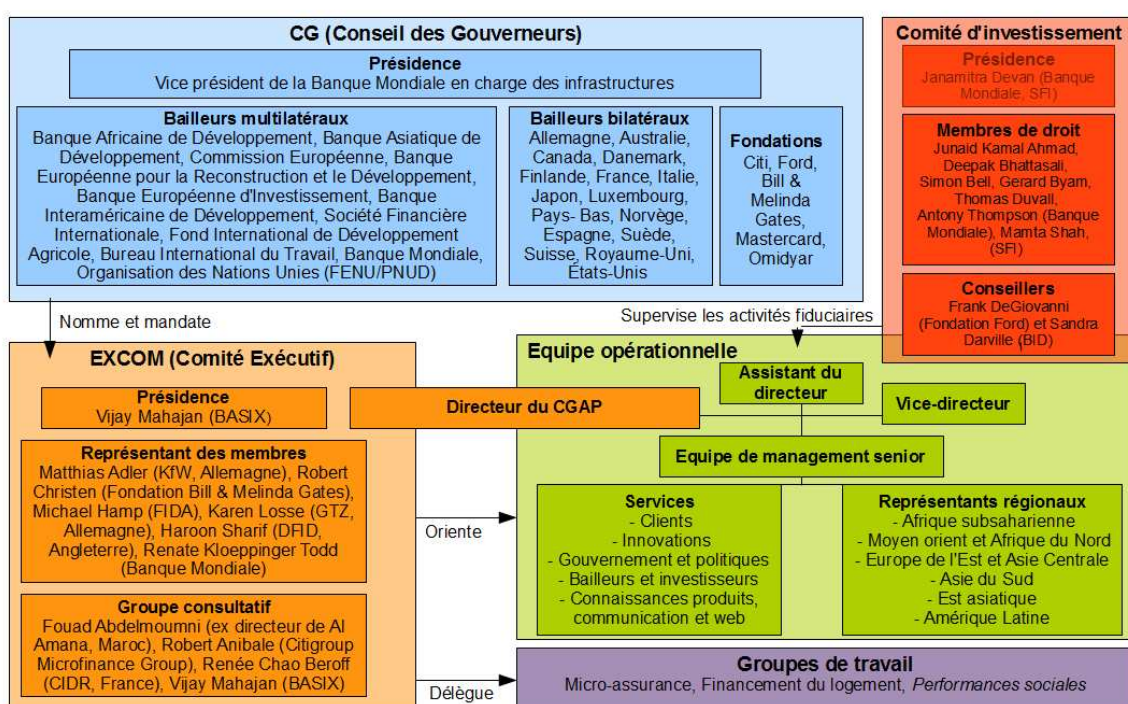 CG (Conseil des Gouverneurs)
Présidence
Vice président de la Banque Mondiale en charge des infrastructures
Bailleurs multilatéraux
Banque Africaine de Développement, Banque Asiatique de
Développement, Commission Européenne, Banque
Européenne pour la Reconstruction et le Développement,
Banque Européenne d'Investissement, Banque
Interaméricaine de Développement, Société Financière
Internationale, Fond International de Développement
Agricole, Bureau International du Travail, Banque Mondiale,
Organisation des Nations Unies (FENU/PNUD)
Bailleurs bilatéraux
Allemagne, Australie,
Canada, Danemark,
Finlande, France, Italie,
Japon, Luxembourg,
Pays- Bas, Norvège,
Espagne, Suède,
Suisse, Royaume-Uni,
États-Unis
Fondations
Citi, Ford,
Bill &
Melinda
Gates,
Mastercard,
Omidyar
Comité d'investissement
Présidence
Janamitra Devan (Banque
Mondiale, SFI)
Membres de droit
Junaid Kamal Ahmad,
Deepak Bhattasali,
Simon Bell, Gerard Byam,
Thomas Duvall,
Antony Thompson (Banque
Mondiale), Mamta Shah,
(SFI)
Conseillers
Frank DeGiovanni
(Fondation Ford) et Sandra
Darville (BID)
Nomme et mandate
Supervise les activités fiduciaires
EXCOM (Comité Exécutif)
Présidence
Vijay Mahajan (BASIX)
Directeur du CGAP
Représentant des membres
Matthias Adler (KfW, Allemagne), Robert
Christen (Fondation Bill & Melinda Gates),
Michael Hamp (FIDA), Karen Losse (GTZ,
Allemagne), Haroon Sharif (DFID,
Angleterre), Renate Kloeppinger Todd
(Banque Mondiale)
Groupe consultatif
Fouad Abdelmoumni (ex directeur de Al
Amana, Maroc), Robert Anibale (Citigroup
Microfinance Group), Renée Chao Beroff
(CIDR, France), Vijay Mahajan (BASIX)
Oriente
Délègue
Equipe opérationnelle
Assistant du
directeur
Vice-directeur
Equipe de management senior
Services
- Clients
- Innovations
- Gouvernement et politiques
- Bailleurs et investisseurs
- Connaissances produits,
communication et web
Représentants régionaux
- Afrique subsaharienne
- Moyen orient et Afrique du Nord
- Europe de l'Est et Asie Centrale
- Asie du Sud
- Est asiatique
- Amérique Latine
Groupes de travail
Micro-assurance, Financement du logement, Performances sociales